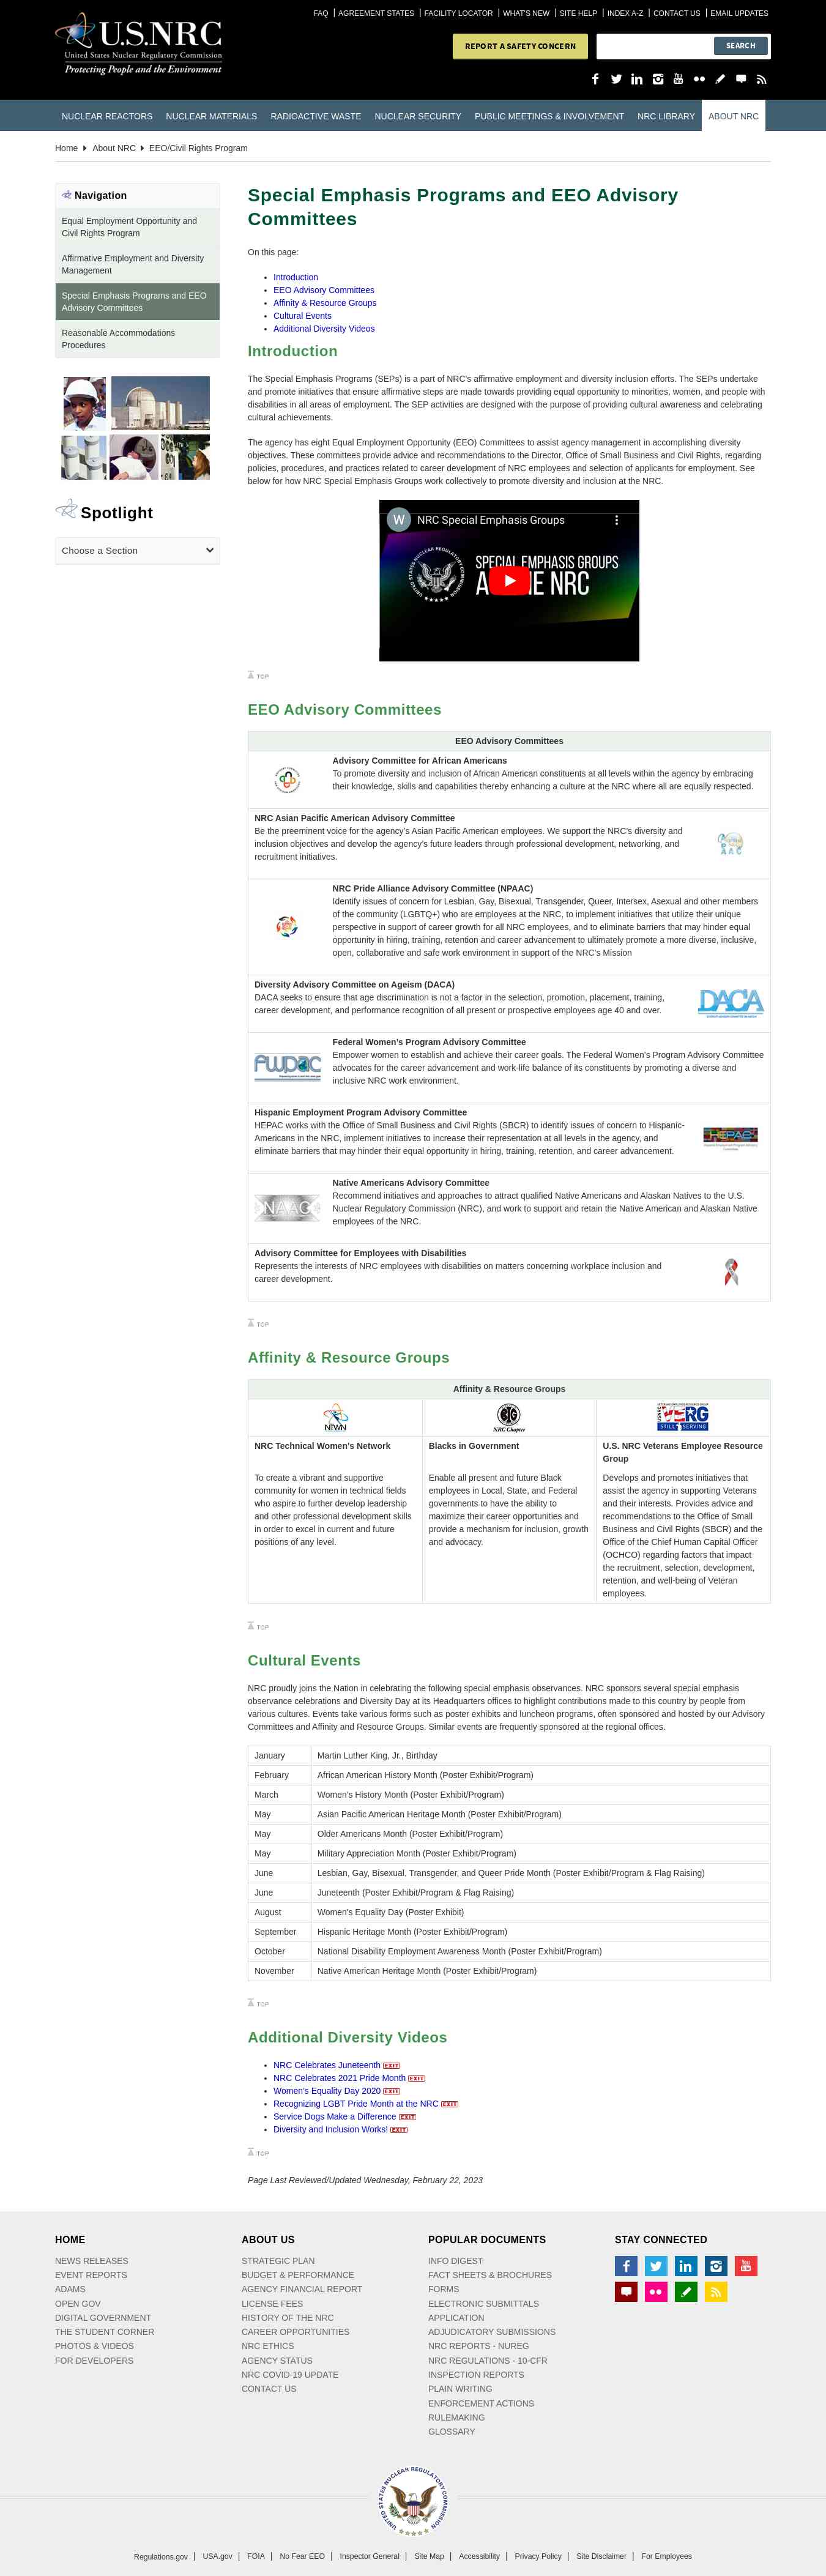 FAQ | AGREEMENT STATES | FACILITY LOCATOR | WHAT'S NEW | SITE HELP | INDEX A-Z | CONTACT US | EMAIL UPDATES
U.S.NRC
United States Nuclear Regulatory Commission
Protecting People and the Environment
REPORT A SAFETY CONCERN
SEARCH
NUCLEAR REACTORS NUCLEAR MATERIALS RADIOACTIVE WASTE NUCLEAR SECURITY PUBLIC MEETINGS & INVOLVEMENT NRC LIBRARY ABOUT NRC
Home About NRC EEO/Civil Rights Program
Navigation
Equal Employment Opportunity and
Civil Rights Program
Affirmative Employment and Diversity
Management
Special Emphasis Programs and EEO
Advisory Committees
Reasonable Accommodations
Procedures
Spotlight
Choose a Section
Special Emphasis Programs and EEO Advisory
Committees
On this page:
Introduction
EEO Advisory Committees
Affinity & Resource Groups
Cultural Events
Additional Diversity Videos
Introduction
The Special Emphasis Programs (SEPs) is a part of NRC's affirmative employment and diversity inclusion efforts. The SEPs undertake
and promote initiatives that ensure affirmative steps are made towards providing equal opportunity to minorities, women, and people with
disabilities in all areas of employment. The SEP activities are designed with the purpose of providing cultural awareness and celebrating
cultural achievements.
The agency has eight Equal Employment Opportunity (EEO) Committees to assist agency management in accomplishing diversity
objectives. These committees provide advice and recommendations to the Director, Office of Small Business and Civil Rights, regarding
policies, procedures, and practices related to career development of NRC employees and selection of applicants for employment. See
below for how NRC Special Emphasis Groups work collectively to promote diversity and inclusion at the NRC.
W NRC Special Emphasis Groups
SPECIAL EMPHASIS GROUPS
TOP
EEO Advisory Committees
EEO Advisory Committees
Advisory Committee for African Americans
To promote diversity and inclusion of African American constituents at all levels within the agency by embracing
their knowledge, skills and capabilities thereby enhancing a culture at the NRC where all are equally respected.
NRC Asian Pacific American Advisory Committee
Be the preeminent voice for the agency's Asian Pacific American employees. We support the NRC's diversity and
inclusion objectives and develop the agency's future leaders through professional development, networking, and
recruitment initiatives.
NRC Pride Alliance Advisory Committee (NPAAC)
Identify issues of concern for Lesbian, Gay, Bisexual, Transgender, Queer, Intersex, Asexual and other members
of the community (LGBTQ+) who are employees at the NRC, to implement initiatives that utilize their unique
perspective in support of career growth for all NRC employees, and to eliminate barriers that may hinder equal
opportunity in hiring, training, retention and career advancement to ultimately promote a more diverse, inclusive,
open, collaborative and safe work environment in support of the NRC's Mission
Diversity Advisory Committee on Ageism (DACA)
DACA seeks to ensure that age discrimination is not a factor in the selection, promotion, placement, training,
career development, and performance recognition of all present or prospective employees age 40 and over.
DACA
Federal Women's Program Advisory Committee
Empower women to establish and achieve their career goals. The Federal Women's Program Advisory Committee
advocates for the career advancement and work-life balance of its constituents by promoting a diverse and
inclusive NRC work environment.
FWPAC
Hispanic Employment Program Advisory Committee
HEPAC works with the Office of Small Business and Civil Rights (SBCR) to identify issues of concern to Hispanic-
Americans in the NRC, implement initiatives to increase their representation at all levels in the agency, and
eliminate barriers that may hinder their equal opportunity in hiring, training, retention, and career advancement.
HEPAC
Native Americans Advisory Committee
Recommend initiatives and approaches to attract qualified Native Americans and Alaskan Natives to the U.S.
Nuclear Regulatory Commission (NRC), and work to support and retain the Native American and Alaskan Native
employees of the NRC.
NAAC
Advisory Committee for Employees with Disabilities
Represents the interests of NRC employees with disabilities on matters concerning workplace inclusion and
career development.
TOP
Affinity & Resource Groups
Affinity & Resource Groups
NTWN
BIG
NRC Chapter
VERG
STILL SERVING
NRC Technical Women's Network
To create a vibrant and supportive
community for women in technical fields
who aspire to further develop leadership
and other professional development skills
in order to excel in current and future
positions of any level.
Blacks in Government
Enable all present and future Black
employees in Local, State, and Federal
governments to have the ability to
maximize their career opportunities and
provide a mechanism for inclusion, growth
and advocacy.
U.S. NRC Veterans Employee Resource
Group
Develops and promotes initiatives that
assist the agency in supporting Veterans
and their interests. Provides advice and
recommendations to the Office of Small
Business and Civil Rights (SBCR) and the
Office of the Chief Human Capital Officer
(OCHCO) regarding factors that impact
the recruitment, selection, development,
retention, and well-being of Veteran
employees.
TOP
Cultural Events
NRC proudly joins the Nation in celebrating the following special emphasis observances. NRC sponsors several special emphasis
observance celebrations and Diversity Day at its Headquarters offices to highlight contributions made to this country by people from
various cultures. Events take various forms such as poster exhibits and luncheon programs, often sponsored and hosted by our Advisory
Committees and Affinity and Resource Groups. Similar events are frequently sponsored at the regional offices.
January Martin Luther King, Jr., Birthday
February African American History Month (Poster Exhibit/Program)
March Women's History Month (Poster Exhibit/Program)
May Asian Pacific American Heritage Month (Poster Exhibit/Program)
May Older Americans Month (Poster Exhibit/Program)
May Military Appreciation Month (Poster Exhibit/Program)
June Lesbian, Gay, Bisexual, Transgender, and Queer Pride Month (Poster Exhibit/Program & Flag Raising)
June Juneteenth (Poster Exhibit/Program & Flag Raising)
August Women's Equality Day (Poster Exhibit)
September Hispanic Heritage Month (Poster Exhibit/Program)
October National Disability Employment Awareness Month (Poster Exhibit/Program)
November Native American Heritage Month (Poster Exhibit/Program)
TOP
Additional Diversity Videos
NRC Celebrates Juneteenth EXIT
NRC Celebrates 2021 Pride Month EXIT
Women's Equality Day 2020 EXIT
Recognizing LGBT Pride Month at the NRC EXIT
Service Dogs Make a Difference EXIT
Diversity and Inclusion Works! EXIT
TOP
Page Last Reviewed/Updated Wednesday, February 22, 2023
HOME
NEWS RELEASES
EVENT REPORTS
ADAMS
OPEN GOV
DIGITAL GOVERNMENT
THE STUDENT CORNER
PHOTOS & VIDEOS
FOR DEVELOPERS
ABOUT US
STRATEGIC PLAN
BUDGET & PERFORMANCE
AGENCY FINANCIAL REPORT
LICENSE FEES
HISTORY OF THE NRC
CAREER OPPORTUNITIES
NRC ETHICS
AGENCY STATUS
NRC COVID-19 UPDATE
CONTACT US
POPULAR DOCUMENTS
INFO DIGEST
FACT SHEETS & BROCHURES
FORMS
ELECTRONIC SUBMITTALS
APPLICATION
ADJUDICATORY SUBMISSIONS
NRC REPORTS - NUREG
NRC REGULATIONS - 10-CFR
INSPECTION REPORTS
PLAIN WRITING
ENFORCEMENT ACTIONS
RULEMAKING
GLOSSARY
STAY CONNECTED
UNITED STATES NUCLEAR REGULATORY COMMISSION
Regulations.gov | USA.gov | FOIA | No Fear EEO | Inspector General | Site Map | Accessibility | Privacy Policy | Site Disclaimer | For Employees